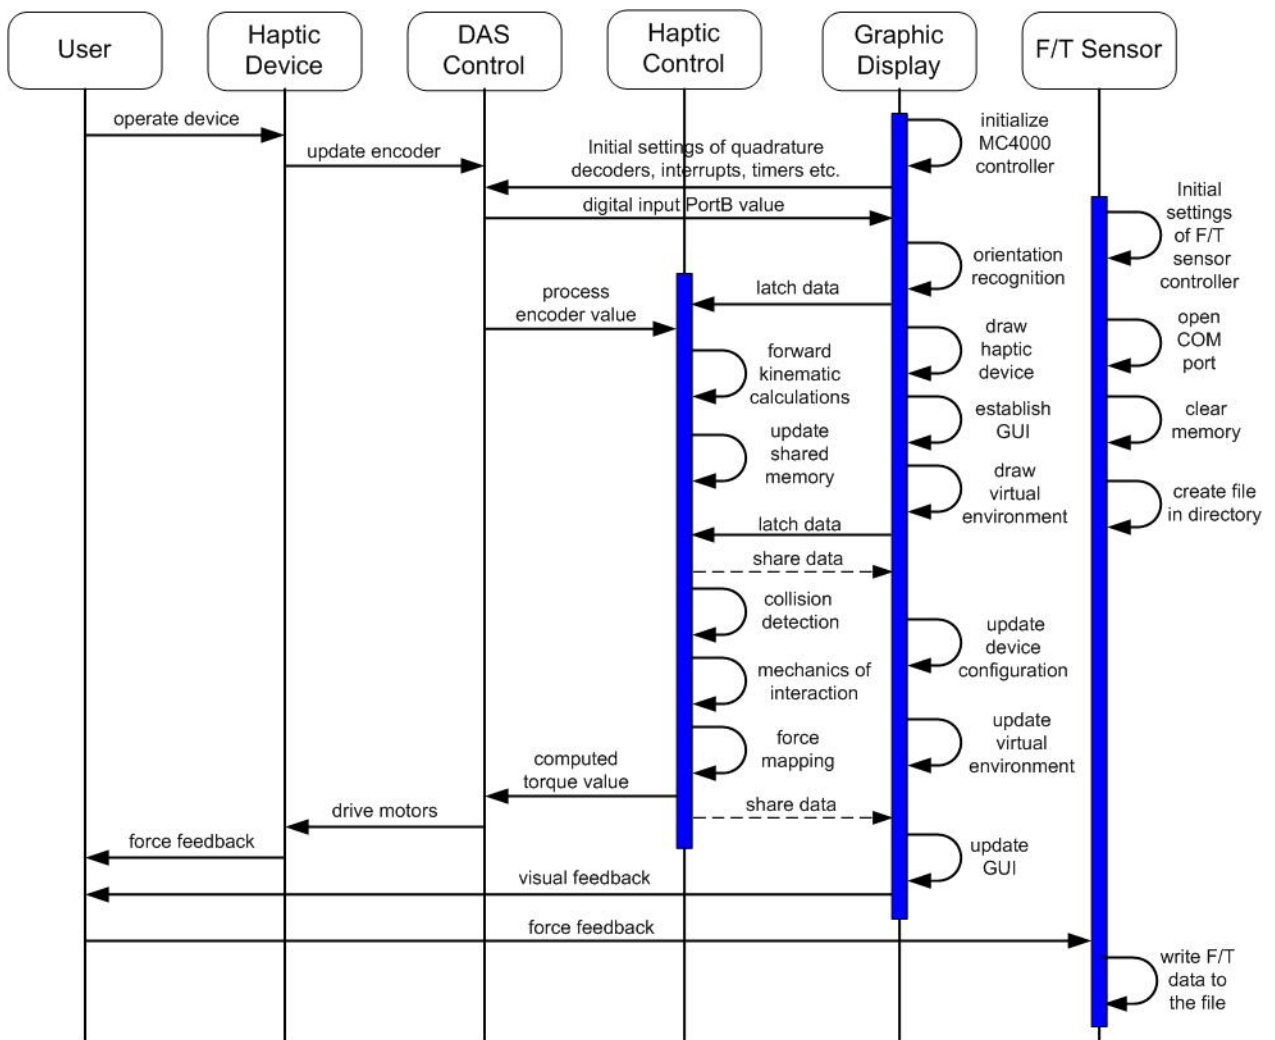 User
Haptic
Device
DAS
Control
Haptic
Control
Graphic
Display
F/T Sensor
operate device
update encoder
Initial settings of quadrature
decoders, interrupts, timers etc.
initialize
MC4000
controller
digital input PortB value
Initial
settings
of F/T
sensor
controller
orientation
recognition
latch data
process
encoder value
draw
haptic
device
open
COM
port
forward
kinematic
calculations
establish
GUI
clear
memory
update
shared
memory
draw
virtual
environment
create file
in directory
latch data
share data
collision
detection
update
device
configuration
mechanics of
interaction
update
virtual
environment
force
mapping
computed
torque value
share data
drive motors
force feedback
update
GUI
visual feedback
force feedback
write F/T
data to
the file